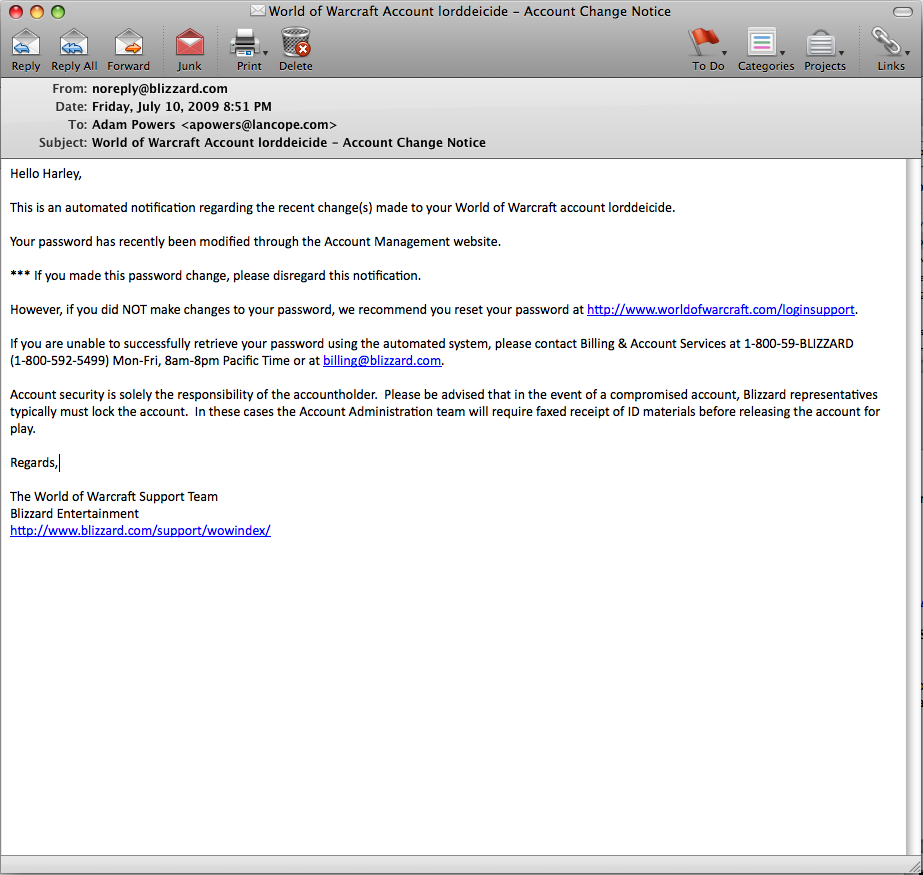 World of Warcraft Account lorddeicide – Account Change Notice
Reply Reply All Forward Junk Print Delete To Do Categories Projects Links
From: noreply@blizzard.com
Date: Friday, July 10, 2009 8:51 PM
To: Adam Powers <apowers@lancope.com>
Subject: World of Warcraft Account lorddeicide – Account Change Notice
Hello Harley,
This is an automated notification regarding the recent change(s) made to your World of Warcraft account lorddeicide.
Your password has recently been modified through the Account Management website.
*** If you made this password change, please disregard this notification.
However, if you did NOT make changes to your password, we recommend you reset your password at http://www.worldofwarcraft.com/loginsupport.
If you are unable to successfully retrieve your password using the automated system, please contact Billing & Account Services at 1-800-59-BLIZZARD
(1-800-592-5499) Mon-Fri, 8am-8pm Pacific Time or at billing@blizzard.com.
Account security is solely the responsibility of the accountholder.  Please be advised that in the event of a compromised account, Blizzard representatives
typically must lock the account.  In these cases the Account Administration team will require faxed receipt of ID materials before releasing the account for
play.
Regards,
The World of Warcraft Support Team
Blizzard Entertainment
http://www.blizzard.com/support/wowindex/